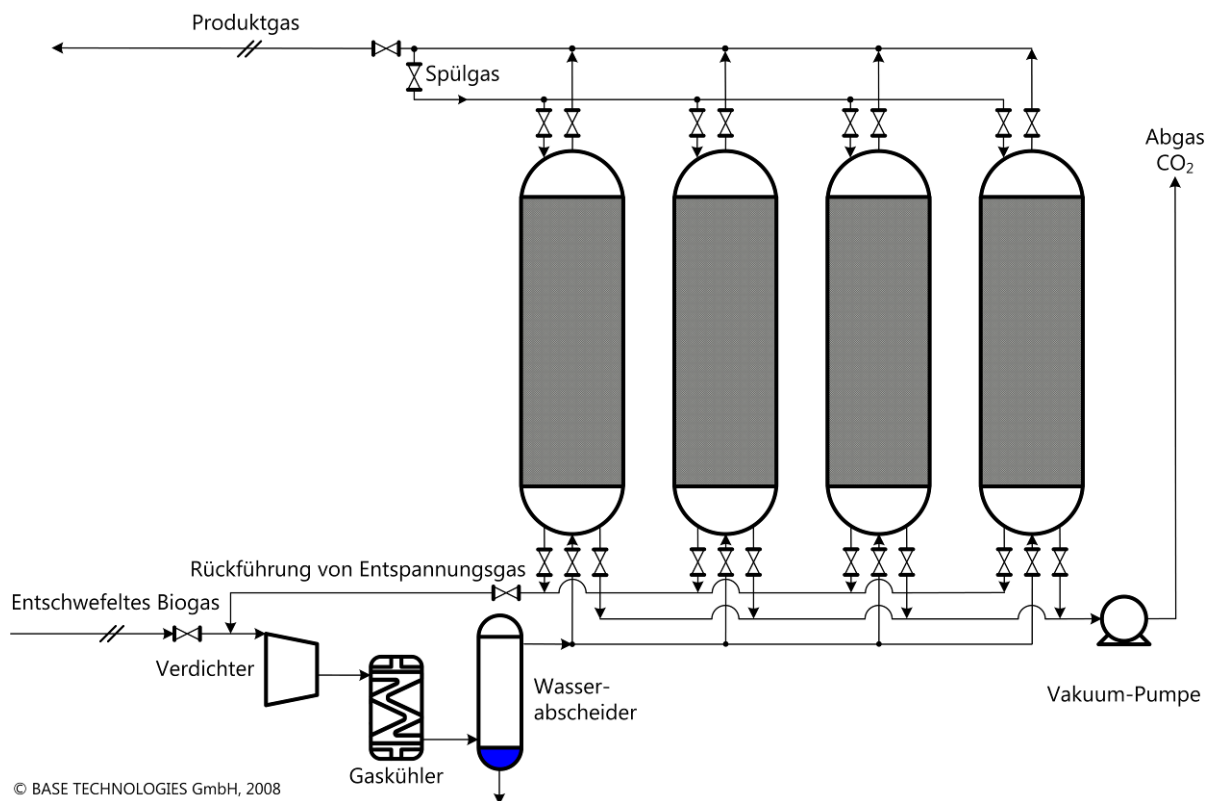 Produktgas
Spülgas
Abgas
CO₂
Rückführung von Entspannungsgas
Entschwefeltes Biogas
Verdichter
Wasser-
abscheider
Vakuum-Pumpe
Gaskühler
© BASE TECHNOLOGIES GmbH, 2008